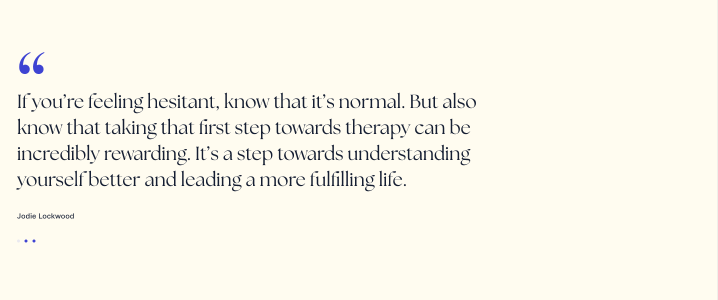 “
If you’re feeling hesitant, know that it’s normal. But also
know that taking that first step towards therapy can be
incredibly rewarding. It’s a step towards understanding
yourself better and leading a more fulfilling life.
Jodie Lockwood